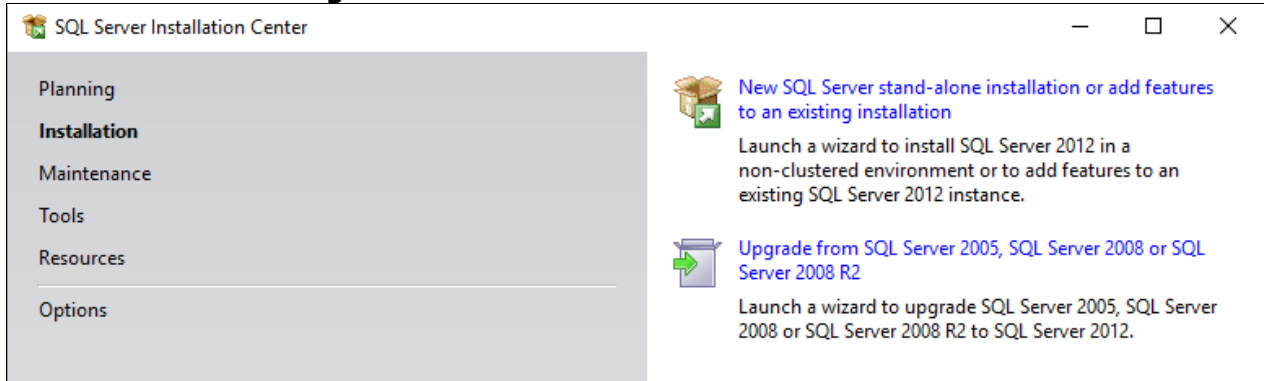 SQL Server Installation Center
Planning
Installation
Maintenance
Tools
Resources
Options
New SQL Server stand-alone installation or add features
to an existing installation
Launch a wizard to install SQL Server 2012 in a
non-clustered environment or to add features to an
existing SQL Server 2012 instance.
Upgrade from SQL Server 2005, SQL Server 2008 or SQL
Server 2008 R2
Launch a wizard to upgrade SQL Server 2005, SQL Server
2008 or SQL Server 2008 R2 to SQL Server 2012.